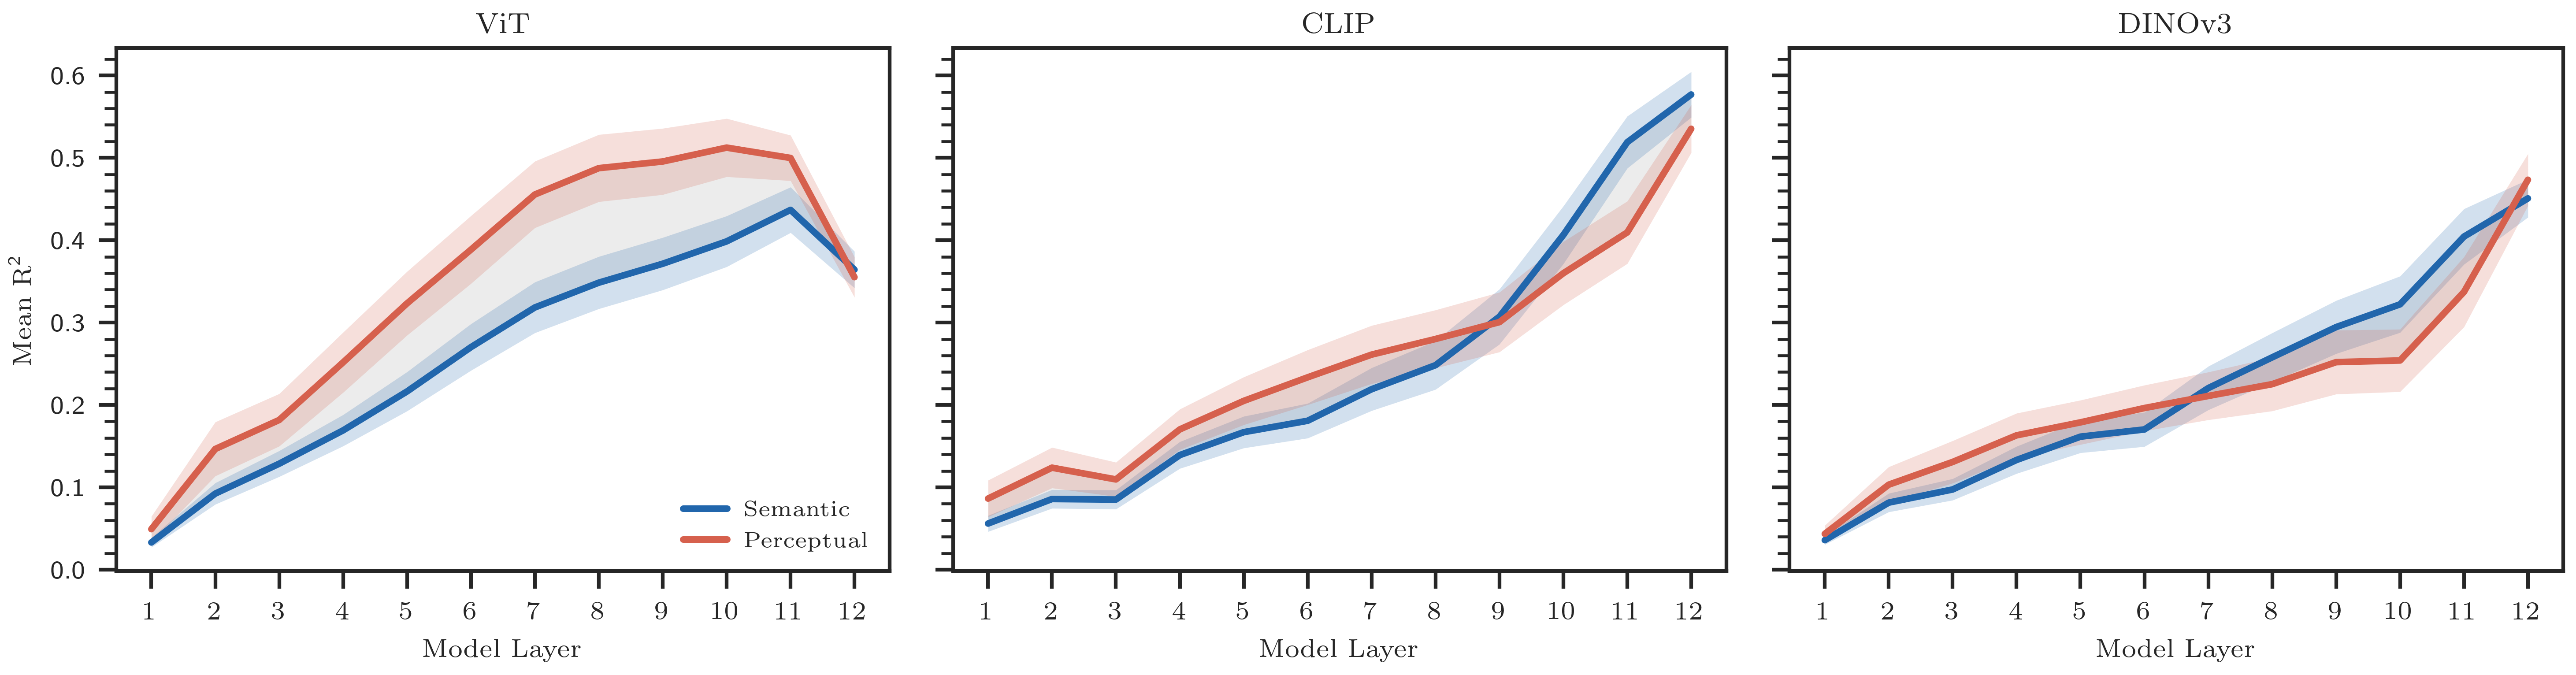 ViT
CLIP
DINOv3
Mean R²
0.6
0.5
0.4
0.3
0.2
0.1
0.0
Semantic
Perceptual
1 2 3 4 5 6 7 8 9 10 11 12
1 2 3 4 5 6 7 8 9 10 11 12
1 2 3 4 5 6 7 8 9 10 11 12
Model Layer
Model Layer
Model Layer